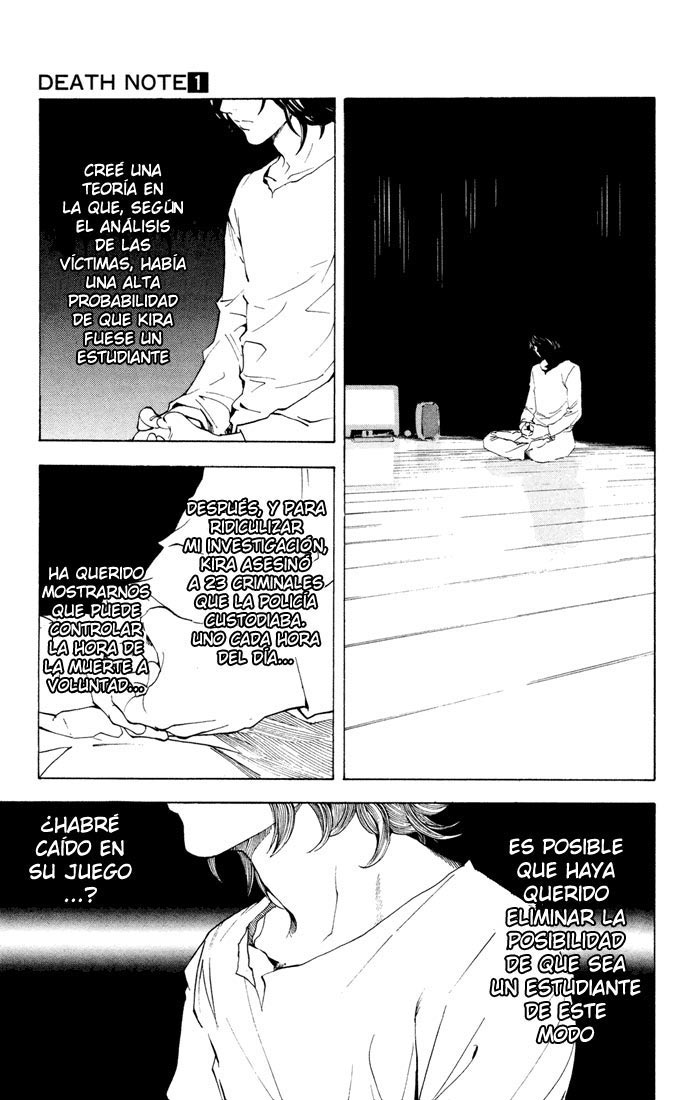 DEATH NOTE 1
CREÉ UNA
TEORÍA EN
LA QUE, SEGÚN
EL ANÁLISIS
DE LAS
VÍCTIMAS, HABÍA
UNA ALTA
PROBABILIDAD
DE QUE KIRA
FUESE UN
ESTUDIANTE
DESPUÉS, Y PARA
RIDICULIZAR
MI INVESTIGACIÓN,
KIRA ASESINÓ
A 23 CRIMINALES
QUE LA POLICÍA
CUSTODIABA.
UNO CADA HORA
DEL DÍA...
HA QUERIDO
MOSTRARNOS
QUE PUEDE
CONTROLAR
LA HORA DE
LA MUERTE A
VOLUNTAD...
ES POSIBLE
QUE HAYA
QUERIDO
ELIMINAR LA
POSIBILIDAD
DE QUE SEA
UN ESTUDIANTE
DE ESTE
MODO
¿HABRÉ
CAÍDO EN
SU JUEGO
...?